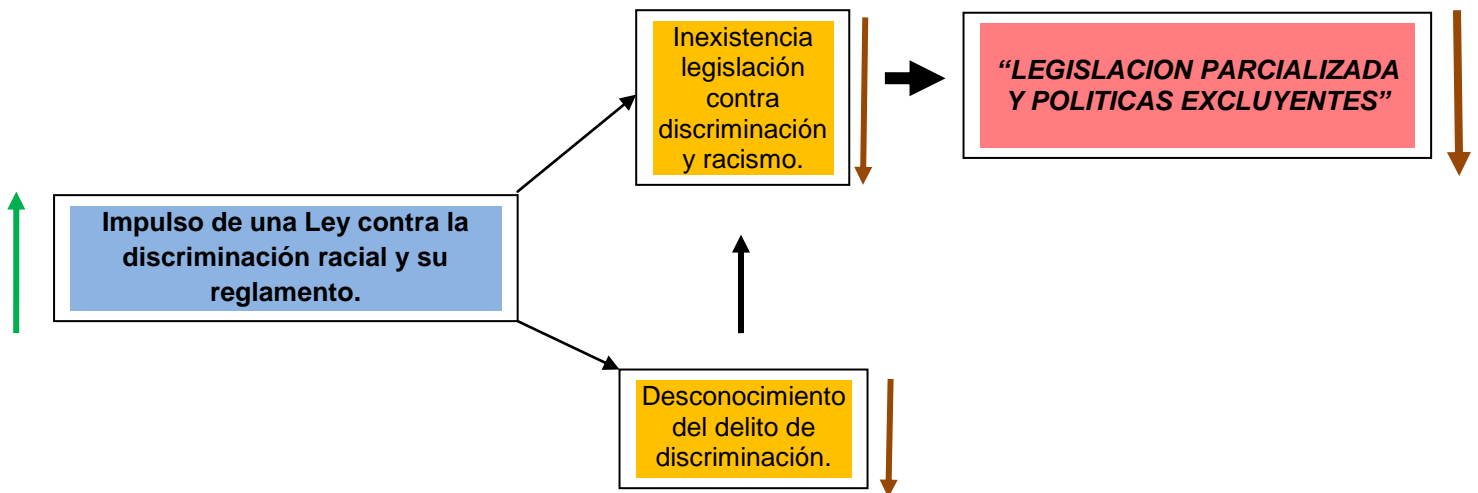 Inexistencia
legislación
contra
discriminación
y racismo.
“LEGISLACION PARCIALIZADA
Y POLITICAS EXCLUYENTES”
Impulso de una Ley contra la
discriminación racial y su
reglamento.
Desconocimiento
del delito de
discriminación.